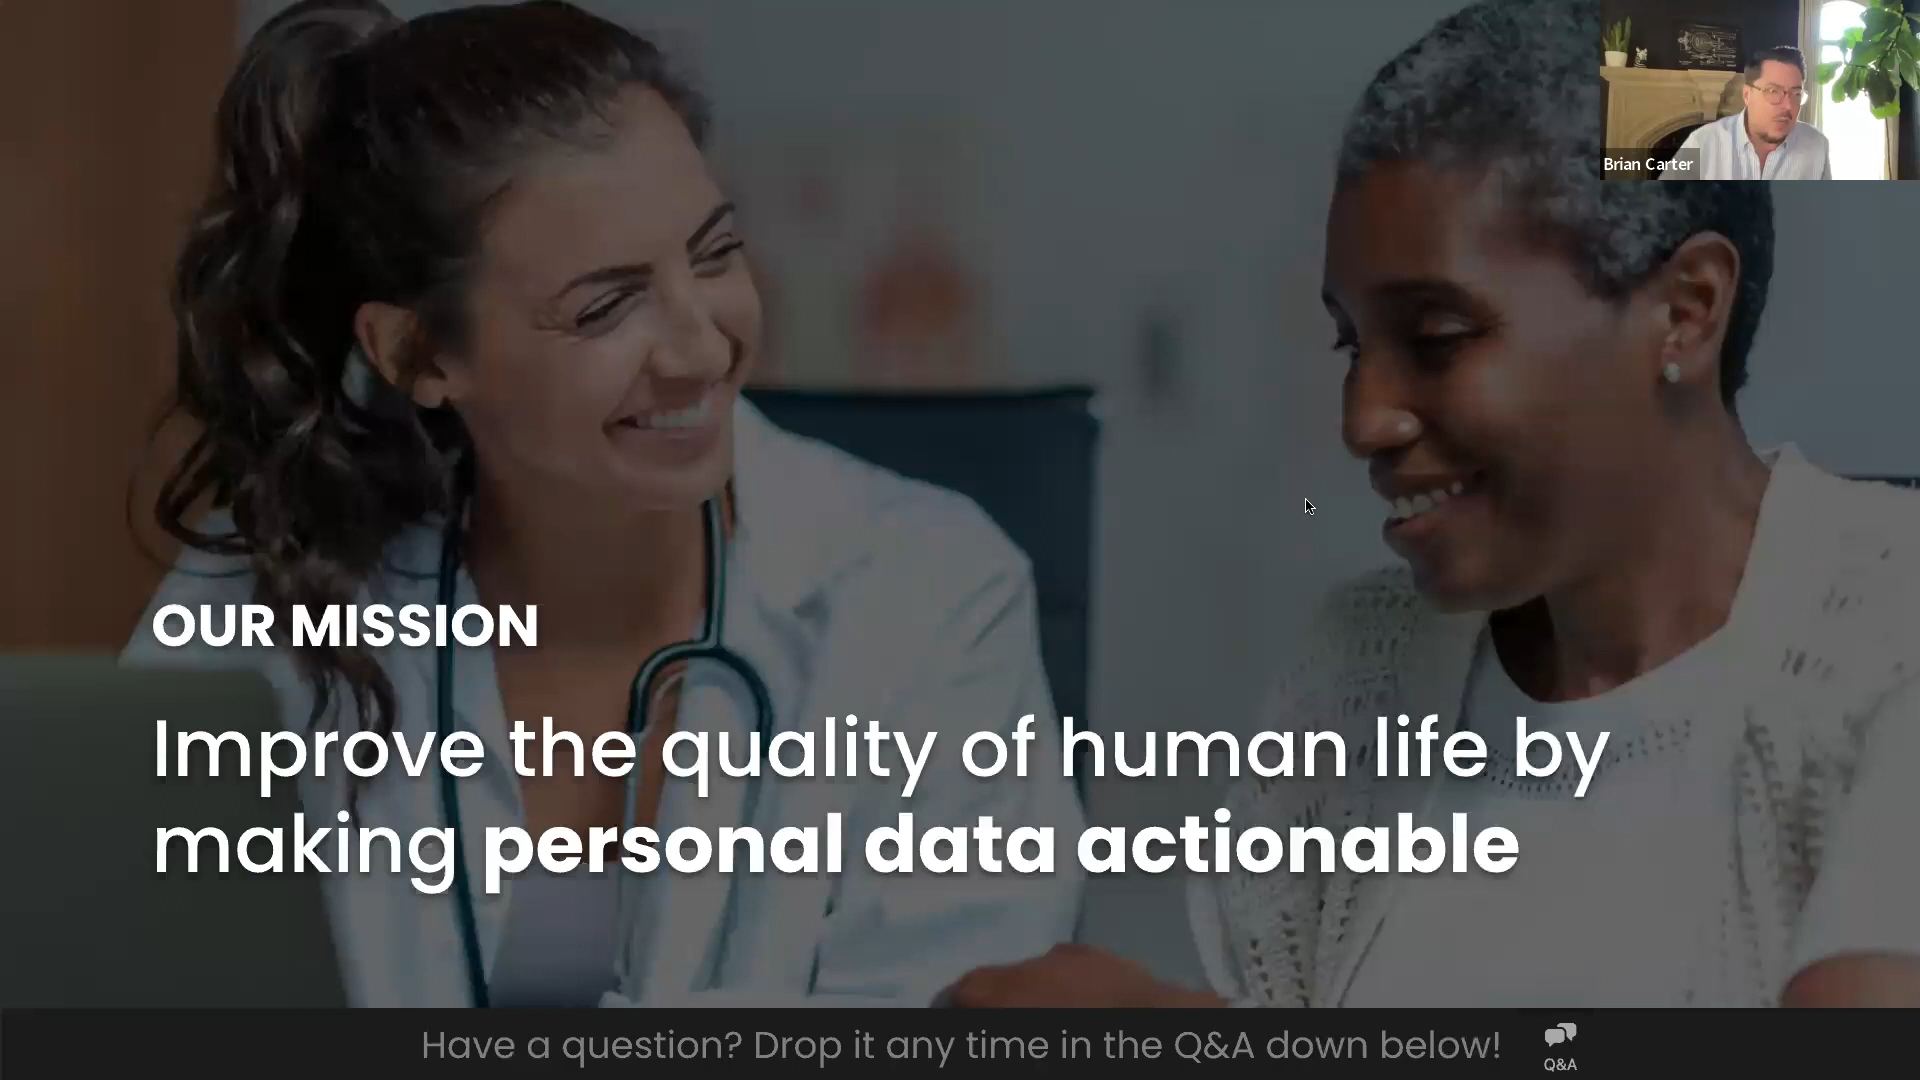 Brian Carter
OUR MISSION
Improve the quality of human life by
making personal data actionable
Have a question? Drop it any time in the Q&A down below!
Q&A